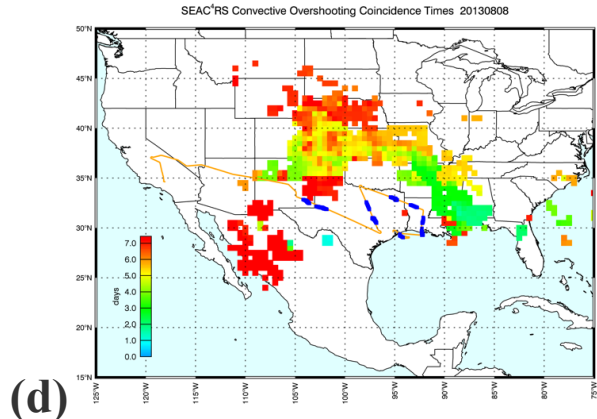 SEAC⁴RS Convective Overshooting Coincidence Times 20130808
50°N
45°N
40°N
35°N
30°N
25°N
20°N
15°N
7.0
6.0
5.0
4.0
3.0
2.0
1.0
0.0
days
125°W
120°W
115°W
110°W
105°W
100°W
95°W
90°W
85°W
80°W
75°W
(d)